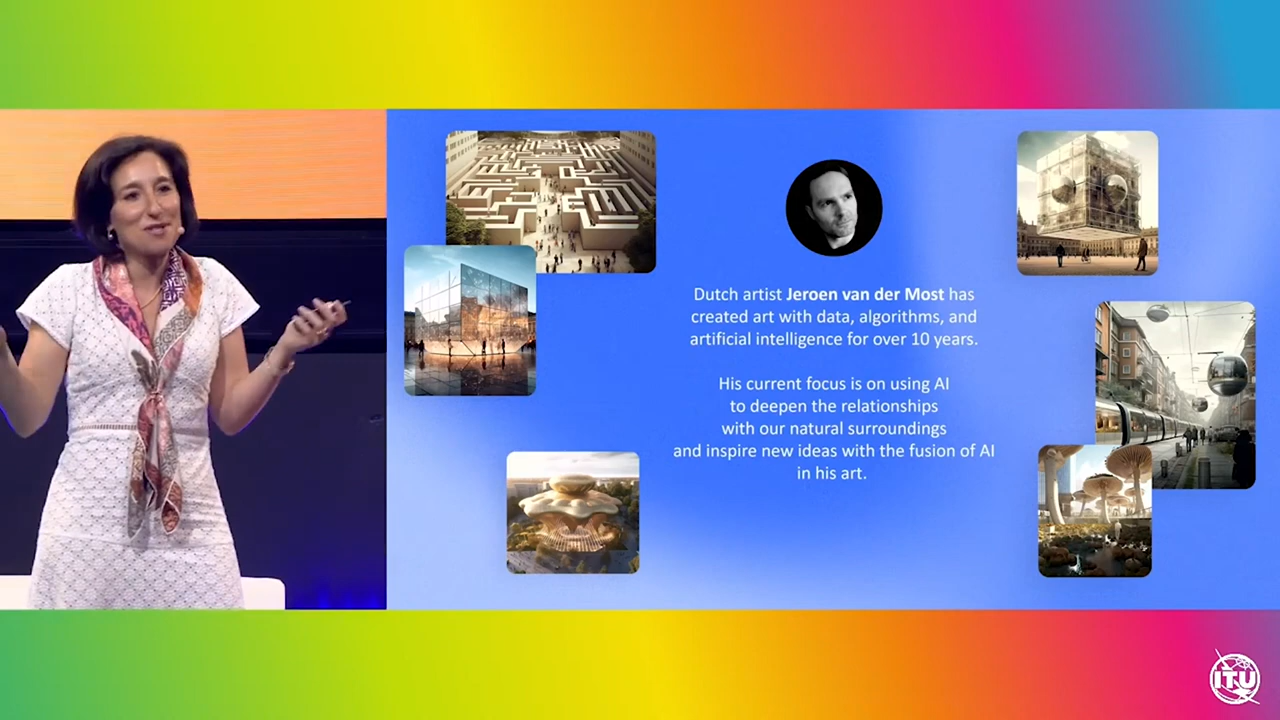 Dutch artist Jeroen van der Most has
created art with data, algorithms, and
artificial intelligence for over 10 years.
His current focus is on using AI
to deepen the relationships
with our natural surroundings
and inspire new ideas with the fusion of AI
in his art.
ITU